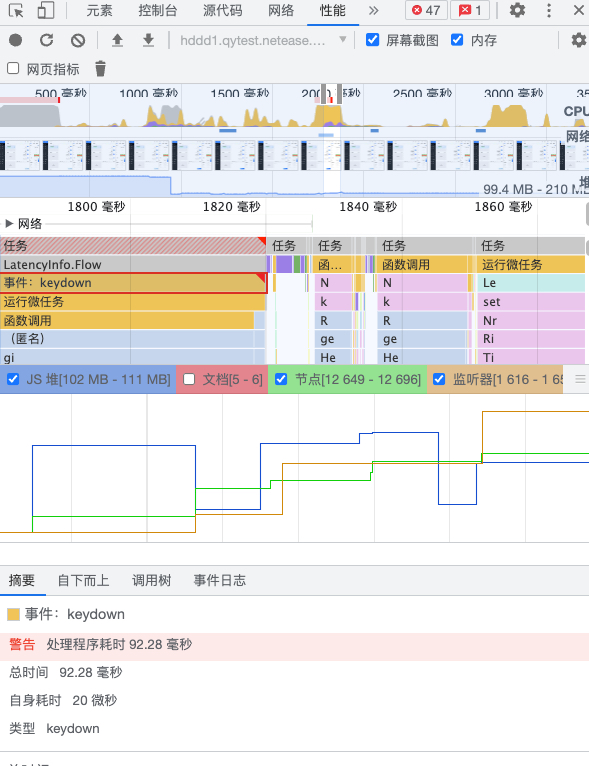 元素 控制台 源代码 网络 性能 » 47 1
hddd1.qytest.netease.... 屏幕截图 内存
网页指标
500 毫秒 1000 毫秒 1500 毫秒 2500 毫秒 3000 毫秒
CPU
网络
99.4 MB - 210 M
1800 毫秒 1820 毫秒 1840 毫秒 1860 毫秒
网络
任务 任务 任务 任务 任务
LatencyInfo.Flow 函... 函数调用 运行微任务
事件：keydown N N Le
运行微任务 k k set
函数调用 R R Nr
（匿名） ge ge Ri
gi He He Ti
JS 堆[102 MB - 111 MB] 文档[5 - 6] 节点[12 649 - 12 696] 监听器[1 616 - 1 65
摘要 自下而上 调用树 事件日志
事件：keydown
警告 处理程序耗时 92.28 毫秒
总时间 92.28 毫秒
自身耗时 20 微秒
类型 keydown